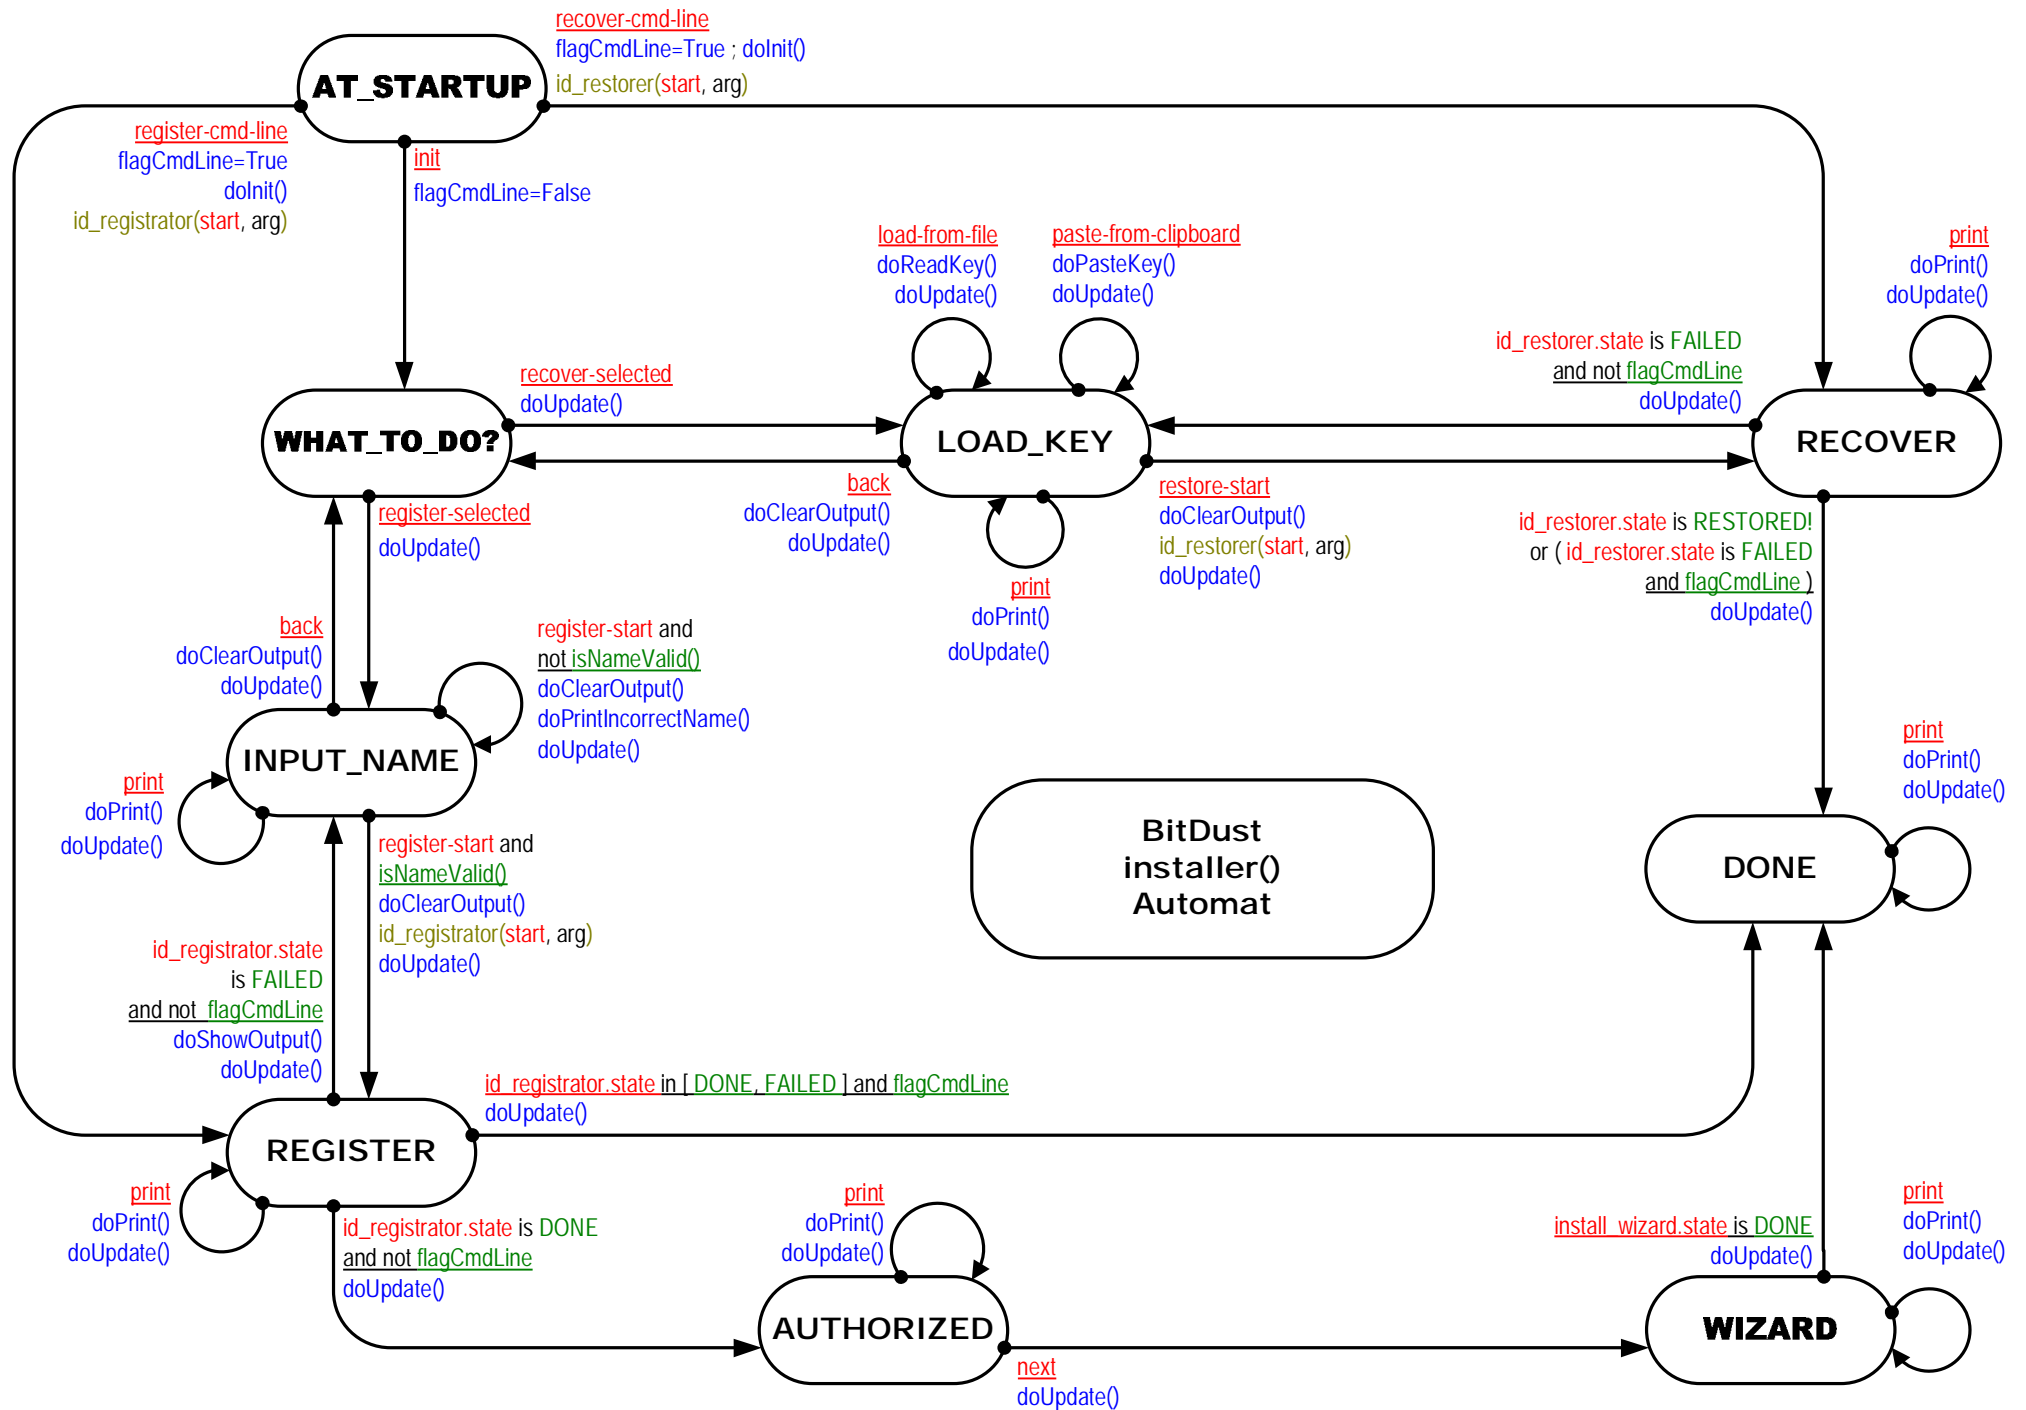 recover-cmd-line
flagCmdLine=True ; doInit()
id_restorer(start, arg)
AT_STARTUP
register-cmd-line
flagCmdLine=True
doInit()
id_registrator(start, arg)
init
flagCmdLine=False
load-from-file
doReadKey()
doUpdate()
paste-from-clipboard
doPasteKey()
doUpdate()
print
doPrint()
doUpdate()
id_restorer.state is FAILED
and not flagCmdLine
doUpdate()
recover-selected
doUpdate()
WHAT_TO_DO?
LOAD_KEY
RECOVER
back
doClearOutput()
doUpdate()
restore-start
doClearOutput()
id_restorer(start, arg)
doUpdate()
register-selected
doUpdate()
id_restorer.state is RESTORED!
or ( id_restorer.state is FAILED
and flagCmdLine )
doUpdate()
print
doPrint()
doUpdate()
back
doClearOutput()
doUpdate()
register-start and
not isNameValid()
doClearOutput()
doPrintIncorrectName()
doUpdate()
INPUT_NAME
print
doPrint()
doUpdate()
print
doPrint()
doUpdate()
BitDust
installer()
Automat
DONE
register-start and
isNameValid()
doClearOutput()
id_registrator(start, arg)
doUpdate()
id_registrator.state
is FAILED
and not flagCmdLine
doShowOutput()
doUpdate()
id_registrator.state in [ DONE, FAILED ] and flagCmdLine
doUpdate()
REGISTER
print
doPrint()
doUpdate()
id_registrator.state is DONE
and not flagCmdLine
doUpdate()
print
doPrint()
doUpdate()
install_wizard.state is DONE
doUpdate()
print
doPrint()
doUpdate()
AUTHORIZED
WIZARD
next
doUpdate()